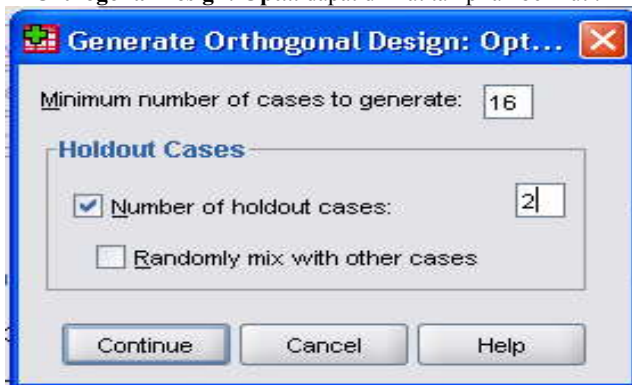 Generate Orthogonal Design: Opt...
Minimum number of cases to generate: 16
Holdout Cases
Number of holdout cases: 2
Randomly mix with other cases
Continue Cancel Help